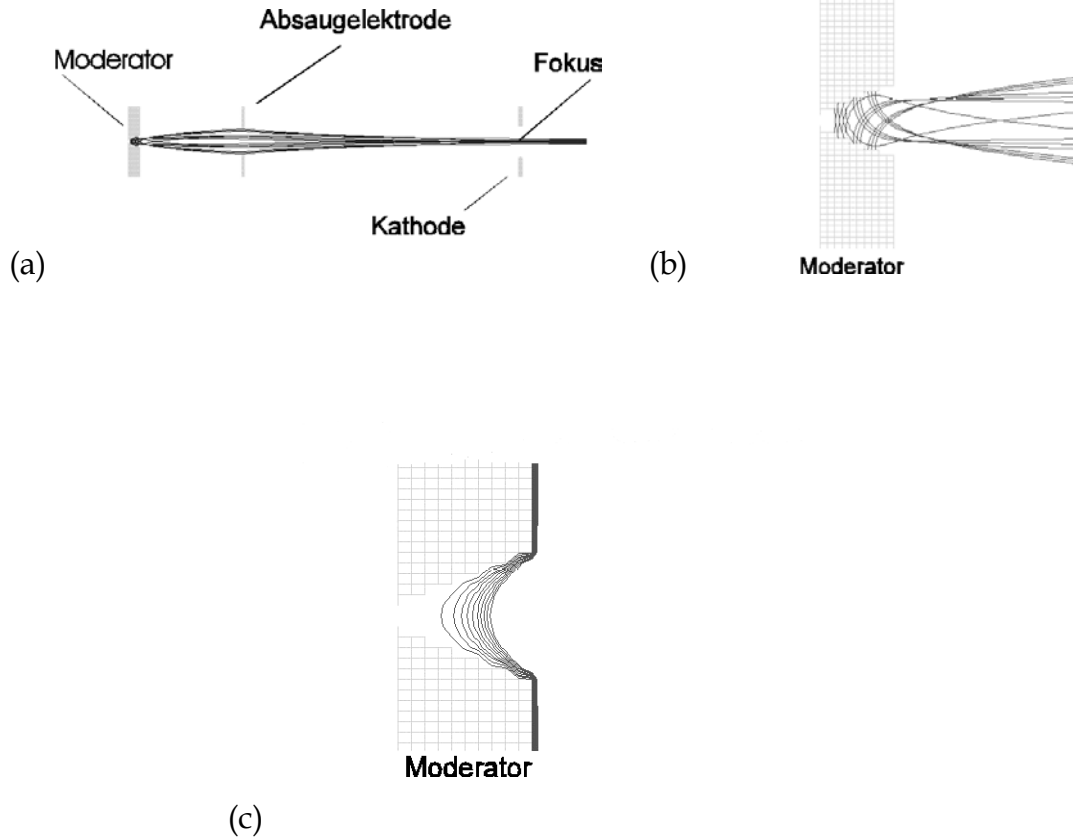 Absaugelektrode
Moderator
Fokus
Kathode
(a)
Moderator
(b)
Moderator
(c)